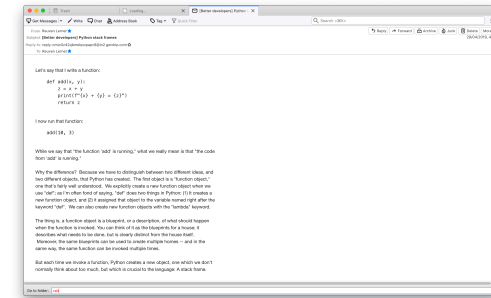 Trash
Loading...
[Better developers] Python
Get Messages
Write
Chat
Address Book
Tag
Quick Filter
Search <⌘K>
From Reuven Lerner
Reply
Forward
Archive
Junk
Delete
More
Subject [Better developers] Python stack frames
Reply to
To Reuven Lerner
Let's say that I write a function:
def add(x, y):
z = x + y
print(f"{x} + {y} = {z}")
return z
I now run that function:
add(10, 3)
While we say that "the function 'add' is running," what we really mean is that "the code
from 'add' is running."
Why the difference? Because we have to distinguish between two different ideas, and
two different objects, that Python has created. The first object is a "function object,"
one that's fairly well understood. We explicitly create a new function object when we
use "def"; as I'm often fond of saying, "def" does two things in Python: (1) It creates a
new function object, and (2) it assigned that object to the variable named right after the
keyword "def". We can also create new function objects with the "lambda" keyword.
The thing is, a function object is a blueprint, or a description, of what should happen
when the function is invoked. You can think of it as the blueprints for a house: It
describes what needs to be done, but is clearly distinct from the house itself.
Moreover, the same blueprints can be used to create multiple homes — and in the
same way, the same function can be invoked multiple times.
But each time we invoke a function, Python creates a new object, one which we don't
normally think about too much, but which is crucial to the language: A stack frame.
Go to folder: